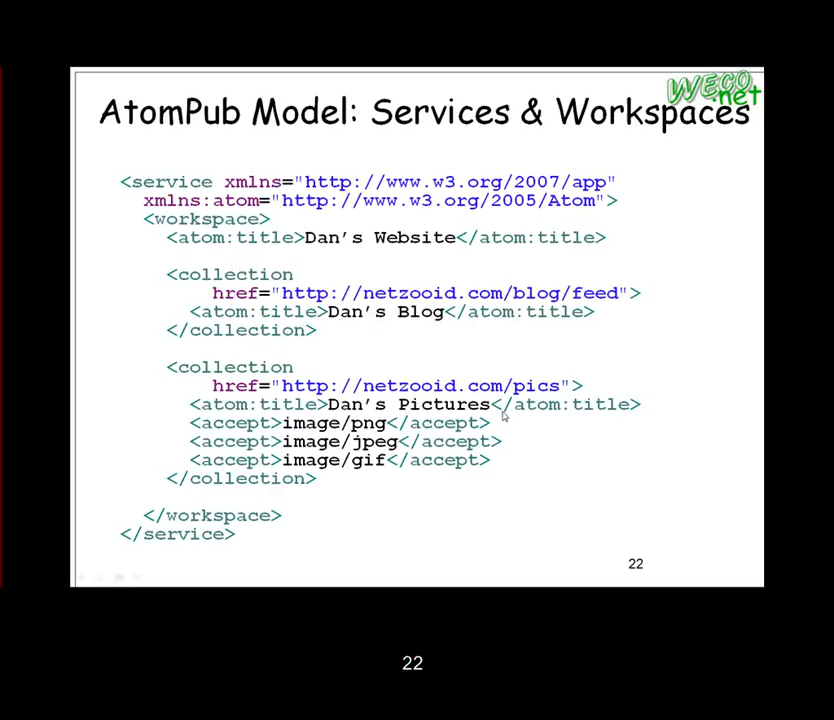 WECO
.net
AtomPub Model: Services & Workspaces
<service xmlns="http://www.w3.org/2007/app"
xmlns:atom="http://www.w3.org/2005/Atom">
<workspace>
<atom:title>Dan's Website</atom:title>
<collection
href="http://netzooid.com/blog/feed">
<atom:title>Dan's Blog</atom:title>
</collection>
<collection
href="http://netzooid.com/pics">
<atom:title>Dan's Pictures</atom:title>
<accept>image/png</accept>
<accept>image/jpeg</accept>
<accept>image/gif</accept>
</collection>
</workspace>
</service>
22
22